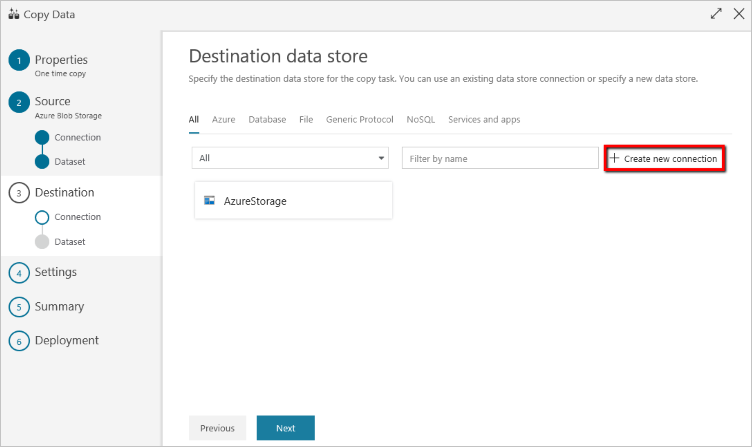 Copy Data
1 Properties
One time copy
2 Source
Azure Blob Storage
Connection
Dataset
3 Destination
Connection
Dataset
4 Settings
5 Summary
6 Deployment
Destination data store
Specify the destination data store for the copy task. You can use an existing data store connection or specify a new data store.
All Azure Database File Generic Protocol NoSQL Services and apps
All Filter by name + Create new connection
AzureStorage
Previous Next